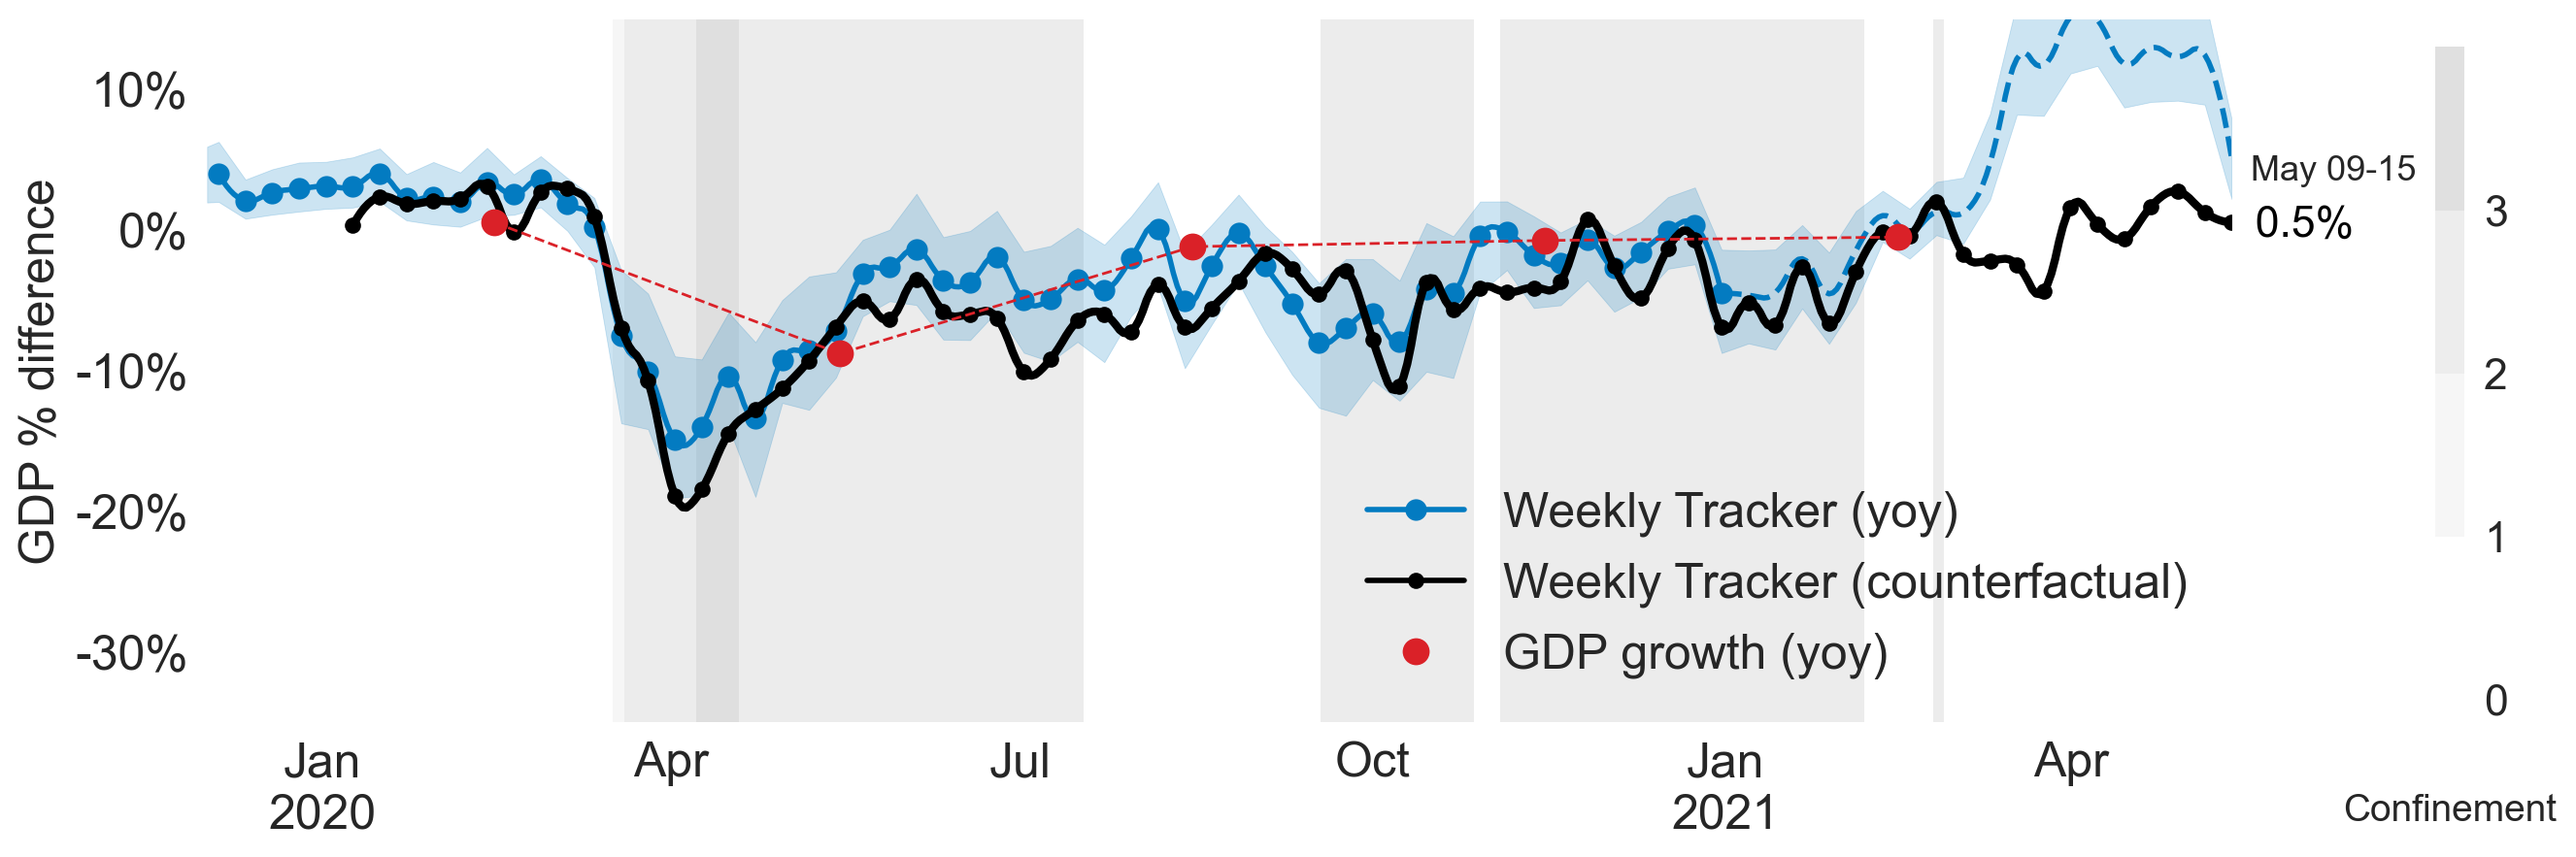 GDP % difference
10%
0%
-10%
-20%
-30%
Jan
2020
Apr
Jul
Oct
Jan
2021
Apr
Weekly Tracker (yoy)
Weekly Tracker (counterfactual)
GDP growth (yoy)
May 09-15
0.5%
3
2
1
0
Confinement